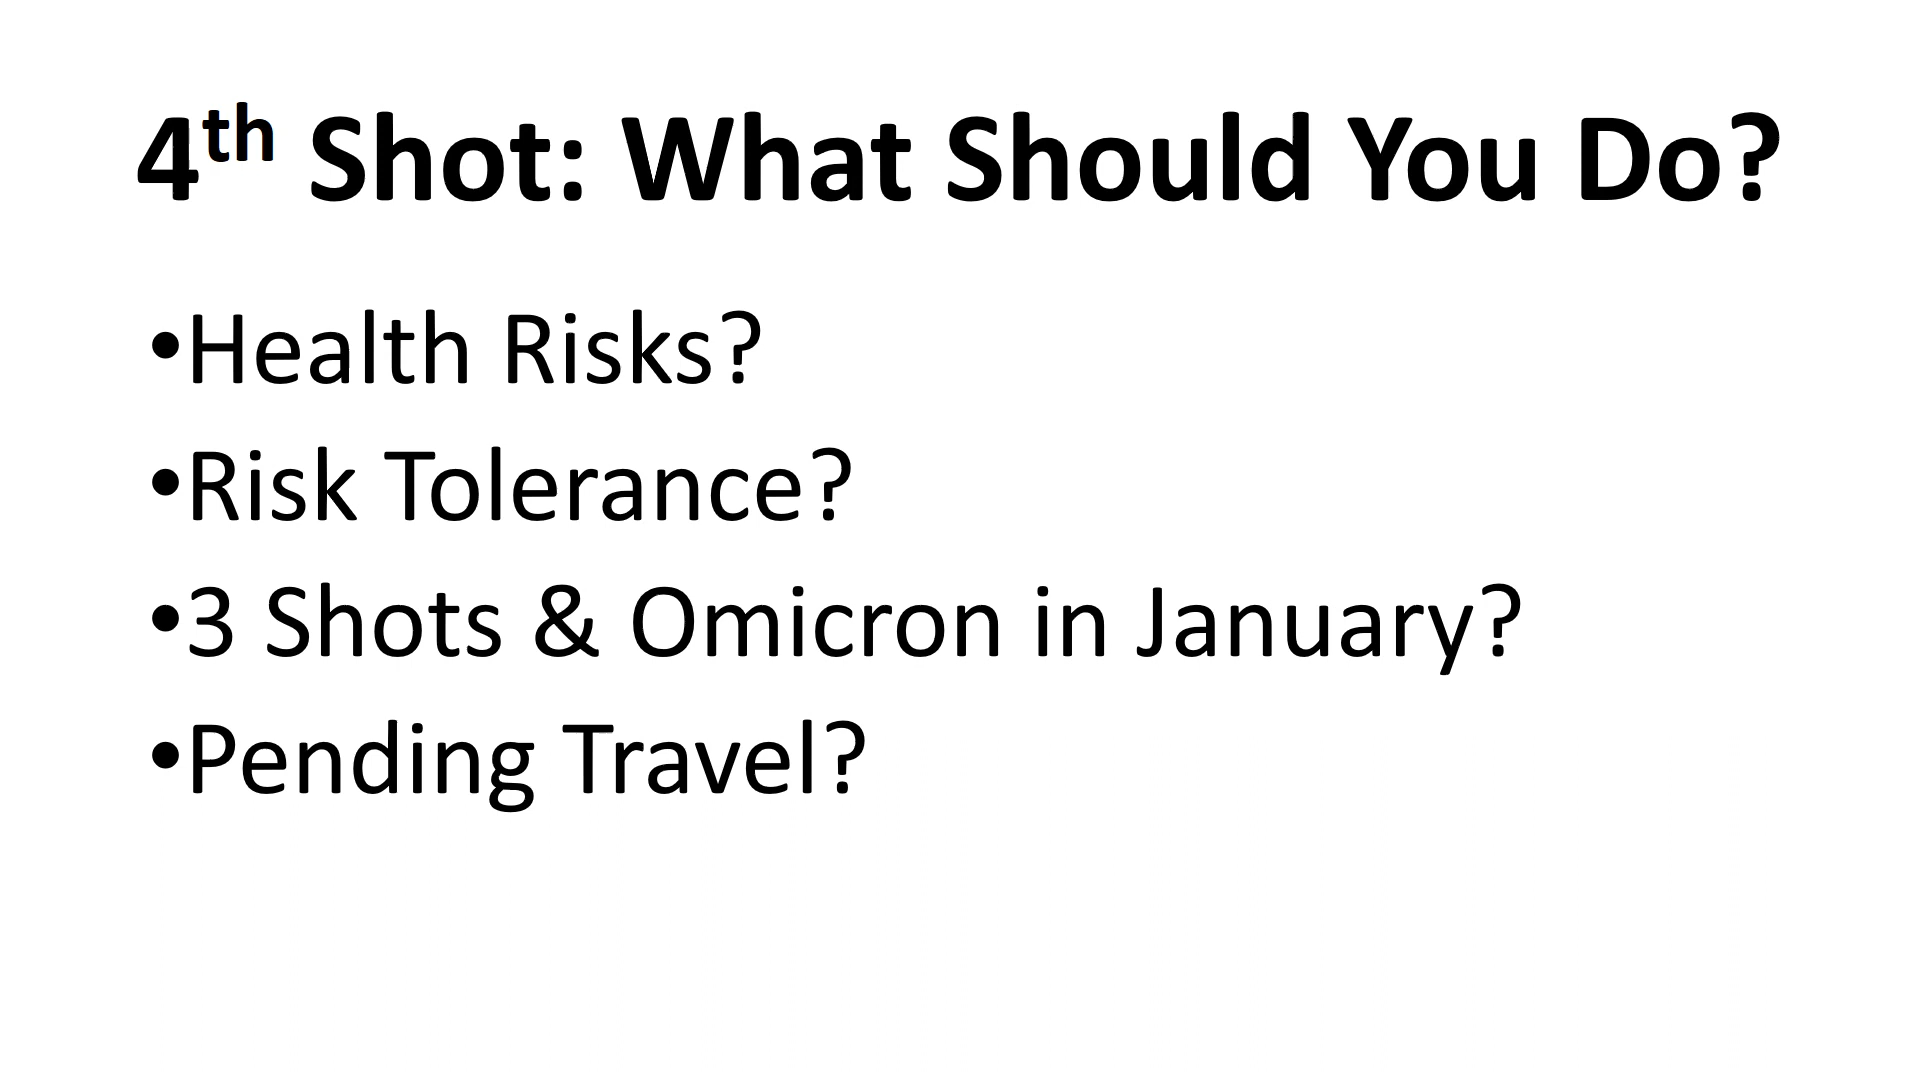 4th Shot: What Should You Do?
•Health Risks?
•Risk Tolerance?
•3 Shots & Omicron in January?
•Pending Travel?